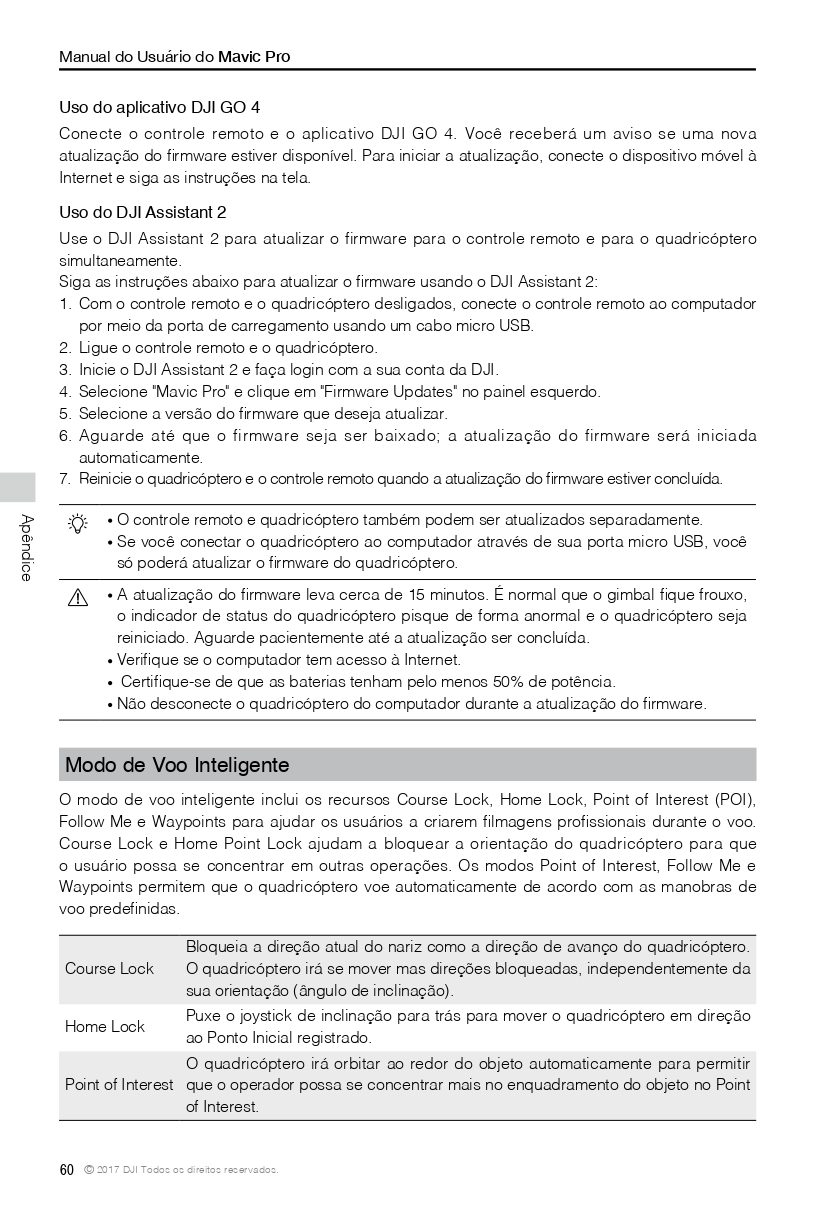 Manual do Usuário do Mavic Pro
Uso do aplicativo DJI GO 4
Conecte o controle remoto e o aplicativo DJI GO 4. Você receberá um aviso se uma nova
atualização do firmware estiver disponível. Para iniciar a atualização, conecte o dispositivo móvel à
Internet e siga as instruções na tela.
Uso do DJI Assistant 2
Use o DJI Assistant 2 para atualizar o firmware para o controle remoto e para o quadricóptero
simultaneamente.
Siga as instruções abaixo para atualizar o firmware usando o DJI Assistant 2:
1. Com o controle remoto e o quadricóptero desligados, conecte o controle remoto ao computador
por meio da porta de carregamento usando um cabo micro USB.
2. Ligue o controle remoto e o quadricóptero.
3. Inicie o DJI Assistant 2 e faça login com a sua conta da DJI.
4. Selecione "Mavic Pro" e clique em "Firmware Updates" no painel esquerdo.
5. Selecione a versão do firmware que deseja atualizar.
6. Aguarde até que o firmware seja ser baixado; a atualização do firmware será iniciada
automaticamente.
7. Reinicie o quadricóptero e o controle remoto quando a atualização do firmware estiver concluída.
Apêndice
• O controle remoto e quadricóptero também podem ser atualizados separadamente.
• Se você conectar o quadricóptero ao computador através de sua porta micro USB, você
só poderá atualizar o firmware do quadricóptero.
• A atualização do firmware leva cerca de 15 minutos. É normal que o gimbal fique frouxo,
o indicador de status do quadricóptero pisque de forma anormal e o quadricóptero seja
reiniciado. Aguarde pacientemente até a atualização ser concluída.
• Verifique se o computador tem acesso à Internet.
• Certifique-se de que as baterias tenham pelo menos 50% de potência.
• Não desconecte o quadricóptero do computador durante a atualização do firmware.
Modo de Voo Inteligente
O modo de voo inteligente inclui os recursos Course Lock, Home Lock, Point of Interest (POI),
Follow Me e Waypoints para ajudar os usuários a criarem filmagens profissionais durante o voo.
Course Lock e Home Point Lock ajudam a bloquear a orientação do quadricóptero para que
o usuário possa se concentrar em outras operações. Os modos Point of Interest, Follow Me e
Waypoints permitem que o quadricóptero voe automaticamente de acordo com as manobras de
voo predefinidas.
Course Lock
Bloqueia a direção atual do nariz como a direção de avanço do quadricóptero.
O quadricóptero irá se mover mas direções bloqueadas, independentemente da
sua orientação (ângulo de inclinação).
Home Lock
Puxe o joystick de inclinação para trás para mover o quadricóptero em direção
ao Ponto Inicial registrado.
Point of Interest
O quadricóptero irá orbitar ao redor do objeto automaticamente para permitir
que o operador possa se concentrar mais no enquadramento do objeto no Point
of Interest.
60 © 2017 DJI Todos os direitos reservados.